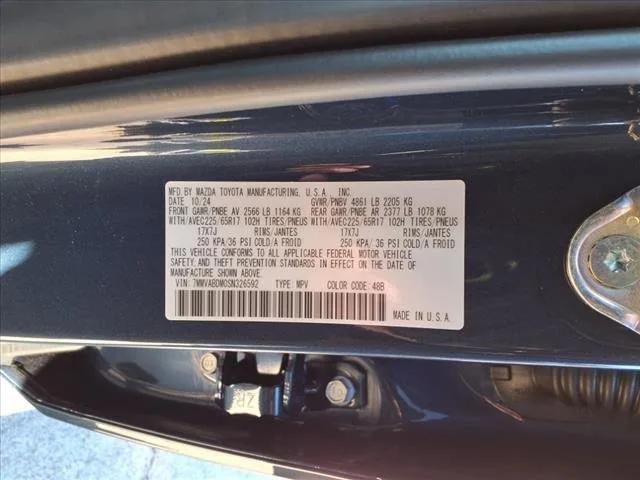 MFD BY MAZDA TOYOTA MANUFACTURING, U.S.A., INC.
DATE 10/24 GVWR/PNBV 4861 LB 2205 KG
FRONT GAWR/PNBE AV 2566 LB 1164 KG REAR GAWR/PNBE AR 2377 LB 1078 KG
WITH/AVEC225/65R17 102H TIRES/PNEUS WITH/AVEC225/65R17 102H TIRES/PNEUS
17X7J RIMS/JANTES 17X7J RIMS/JANTES
250 KPA/36 PSI COLD/A FROID 250 KPA/36 PSI COLD/A FROID
THIS VEHICLE CONFORMS TO ALL APPLICABLE FEDERAL MOTOR VEHICLE
SAFETY, AND THEFT PREVENTION STANDARDS IN EFFECT ON THE DATE OF
MANUFACTURE SHOWN ABOVE.
VIN: 7MMVABDM0SN326592 TYPE: MPV COLOR CODE: 48B
MADE IN U.S.A.
2R